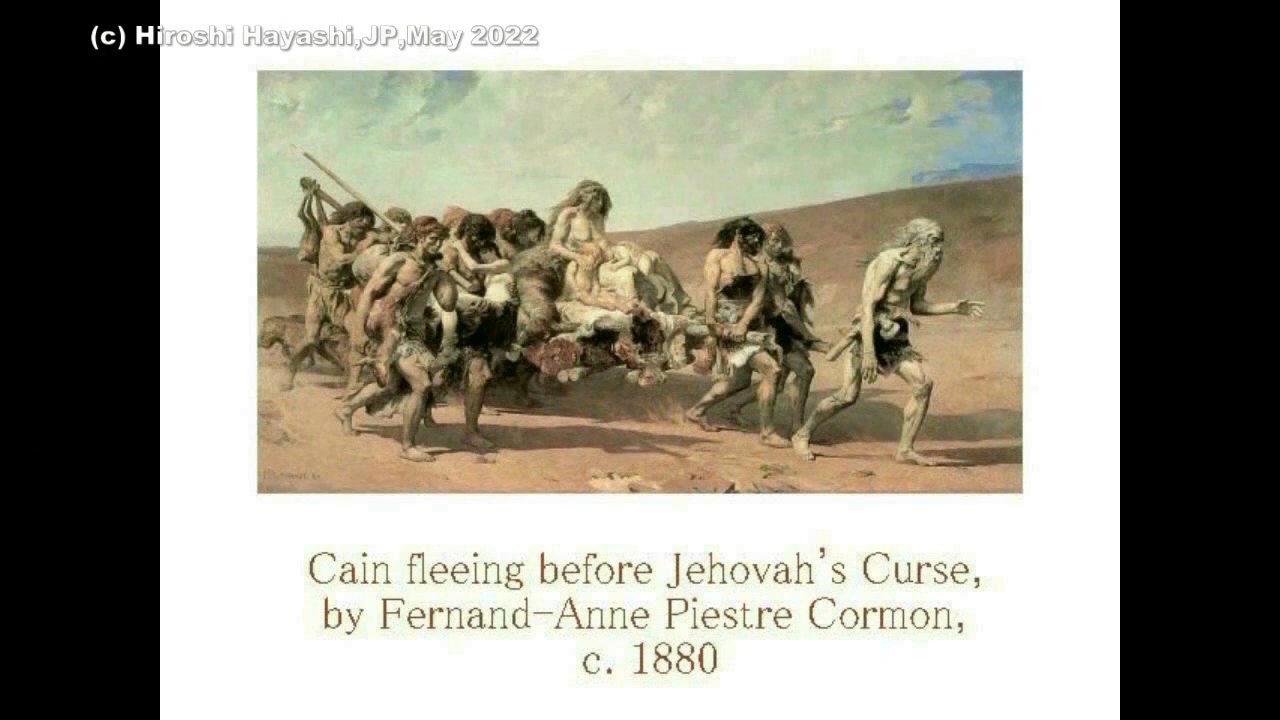 (c) Hiroshi Hayashi,JP,May 2022
Cain fleeing before Jehovah's Curse,
by Fernand-Anne Piestre Cormon,
c. 1880